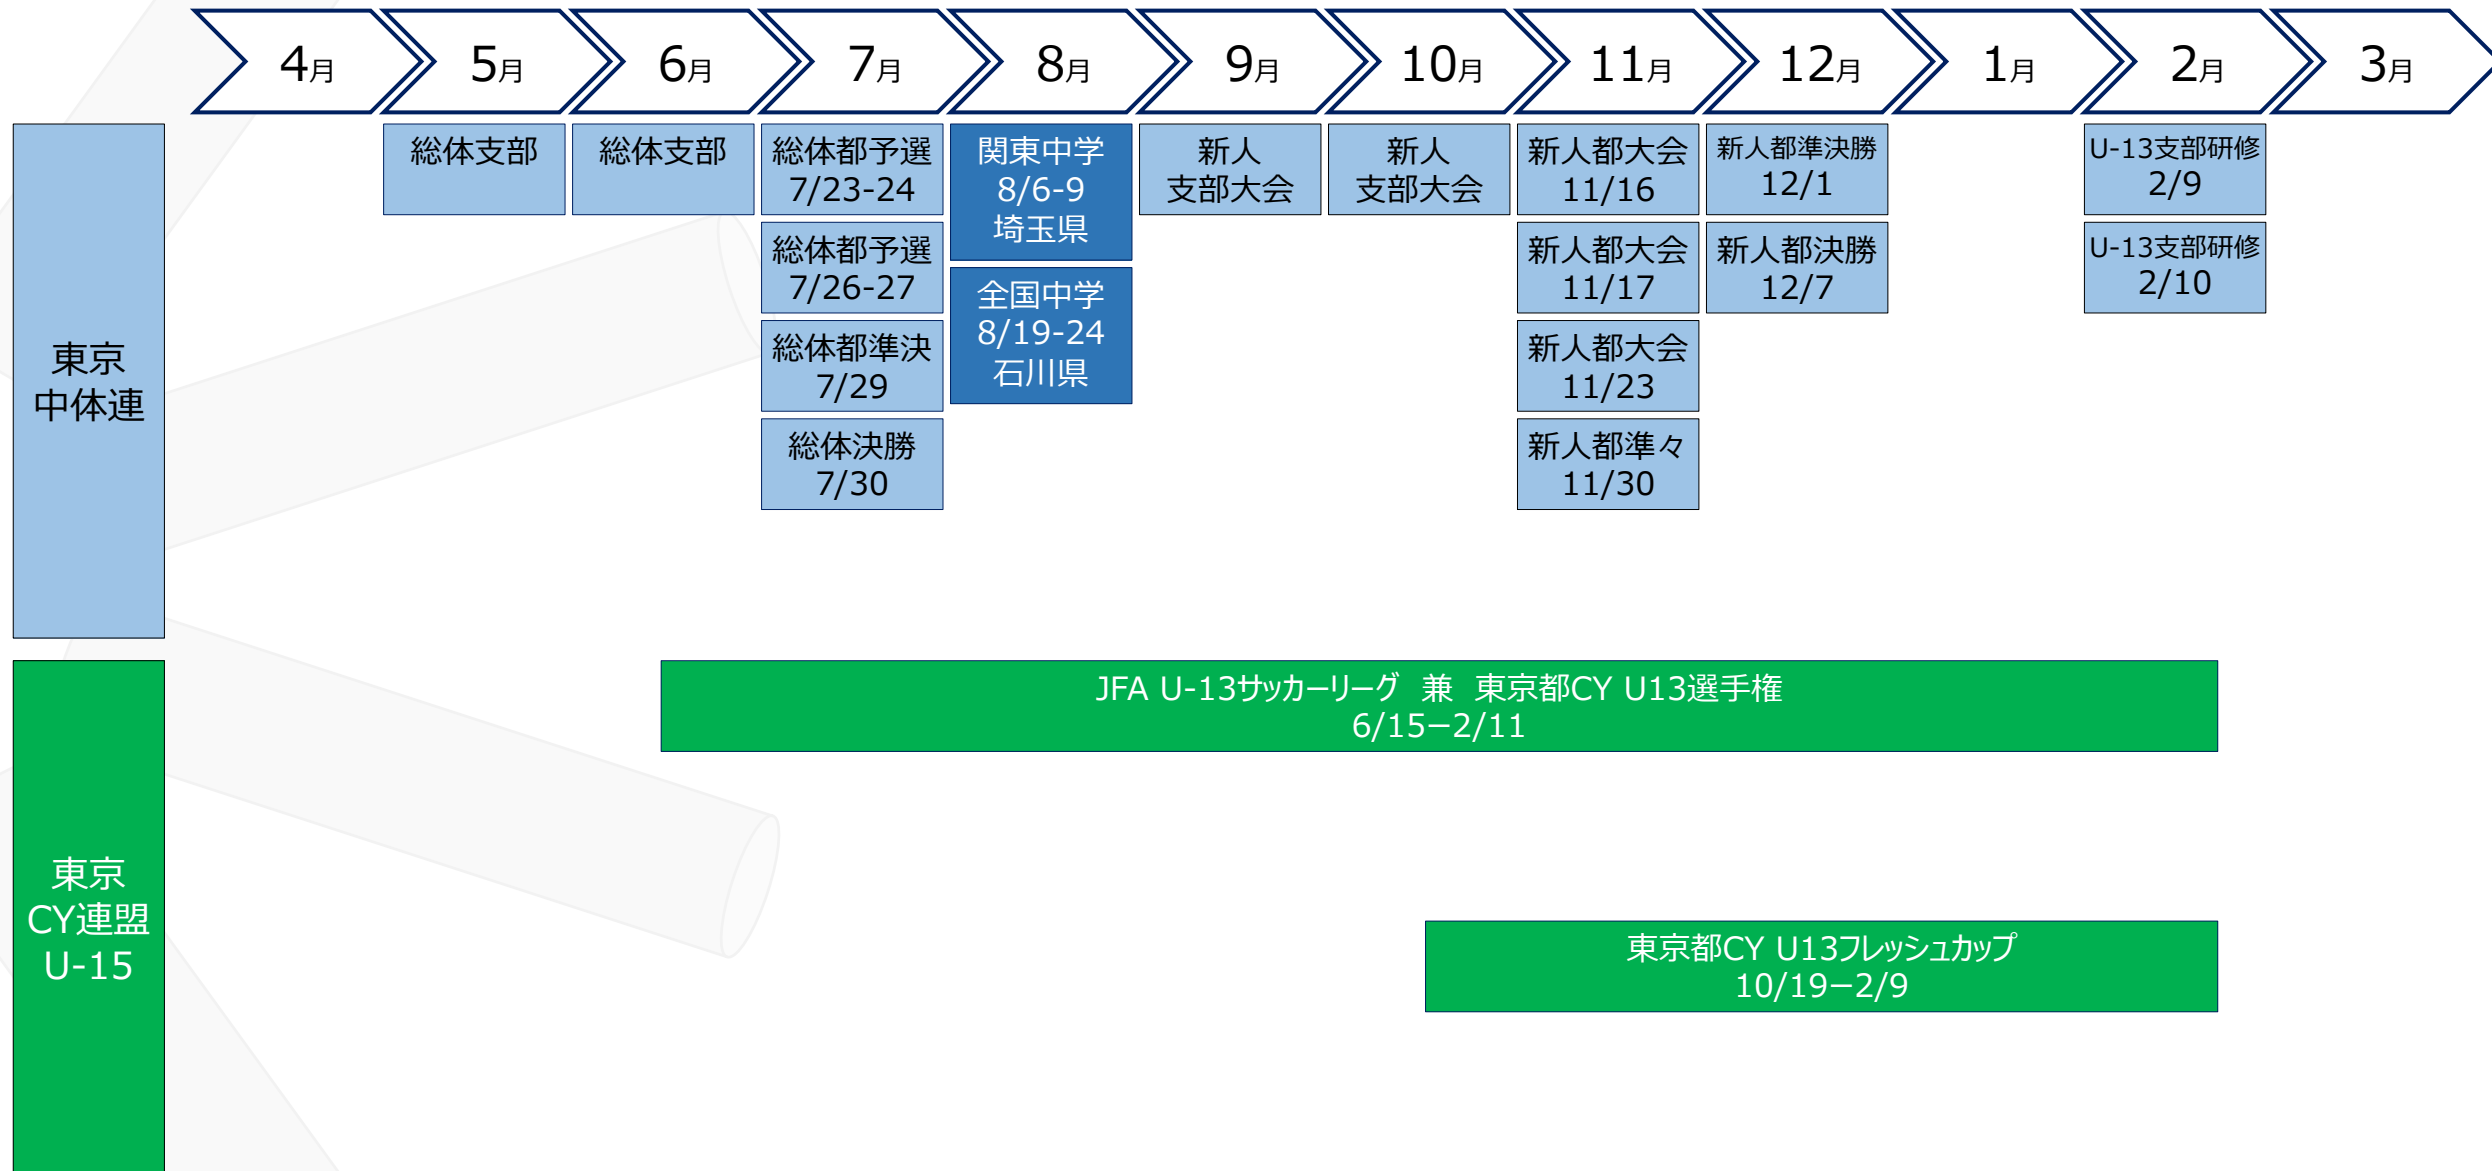 4月
5月
6月
7月
8月
9月
10月
11月
12月
1月
2月
3月
東京
中体連
総体支部
総体支部
総体都予選
7/23-24
総体都予選
7/26-27
総体都準決
7/29
総体決勝
7/30
関東中学
8/6-9
埼玉県
全国中学
8/19-24
石川県
新人
支部大会
新人
支部大会
新人都大会
11/16
新人都大会
11/17
新人都大会
11/23
新人都準々
11/30
新人都準決勝
12/1
新人都決勝
12/7
U-13支部研修
2/9
U-13支部研修
2/10
東京
CY連盟
U-15
JFA U-13サッカーリーグ 兼 東京都CY U13選手権
6/15ー2/11
東京都CY U13フレッシュカップ
10/19ー2/9